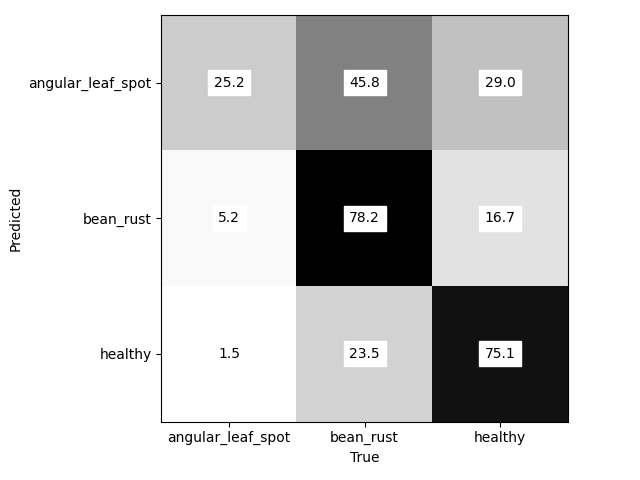 angular_leaf_spot 25.2 45.8 29.0
Predicted
bean_rust 5.2 78.2 16.7
healthy 1.5 23.5 75.1
angular_leaf_spot bean_rust healthy
True